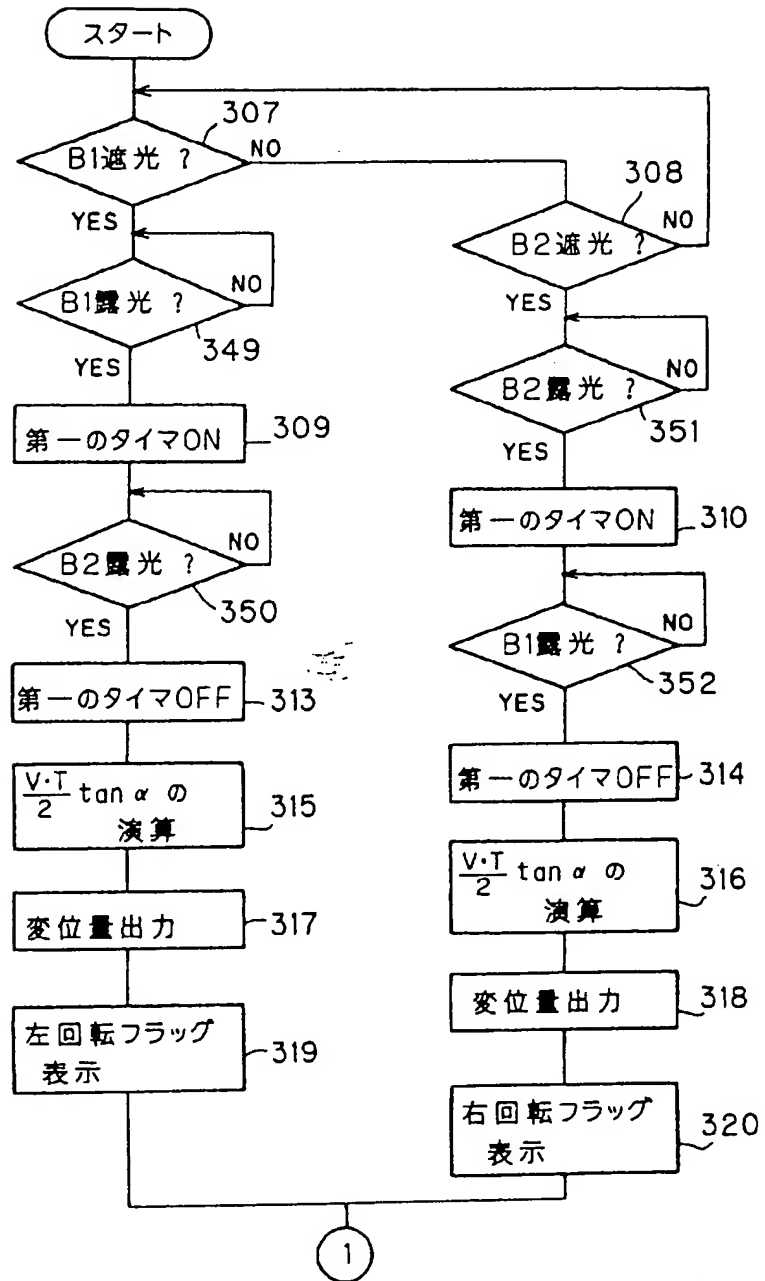 スタート
307
B1遮光 ?
NO
YES
308
B2遮光 ?
NO
YES
B1露光 ?
NO
349
YES
B2露光 ?
NO
351
YES
第一のタイマON
309
第一のタイマON
310
B2露光 ?
NO
350
YES
B1露光 ?
NO
352
YES
第一のタイマOFF
313
第一のタイマOFF
314
V·T/2 tan α の
演算
315
V·T/2 tan α の
演算
316
変位量出力
317
変位量出力
318
左回転フラッグ
表示
319
右回転フラッグ
表示
320
1